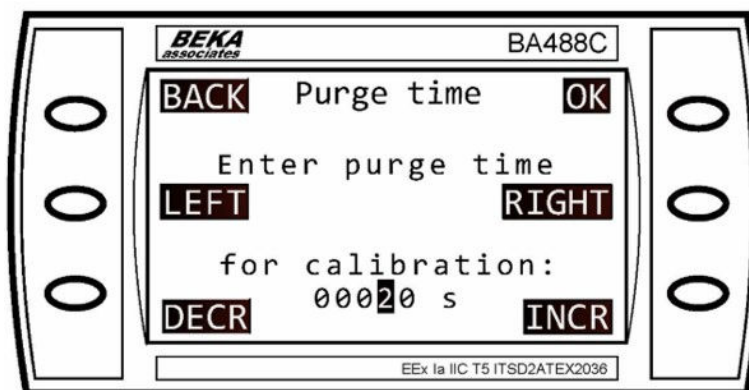 BEKA
associates
BA488C
BACK Purge time OK
Enter purge time
LEFT RIGHT
for calibration:
00020 s
DECR INCR
EEx Ia IIC T5 ITSD2ATEX2036